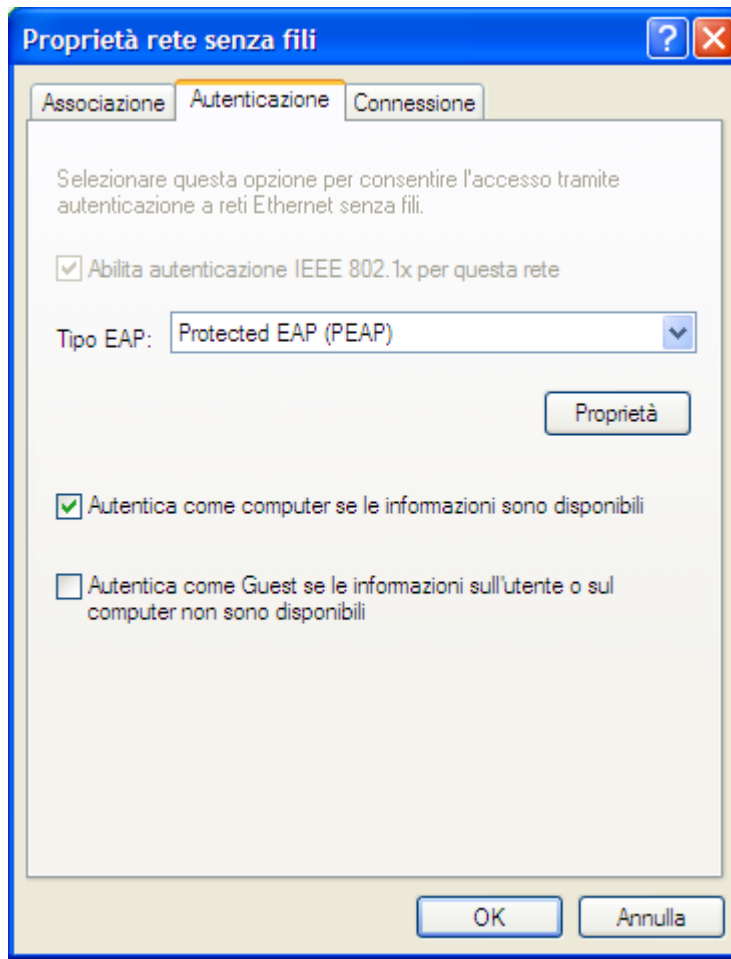 Proprietà rete senza fili
Associazione Autenticazione Connessione
Selezionare questa opzione per consentire l'accesso tramite
autenticazione a reti Ethernet senza fili.
Abilita autenticazione IEEE 802.1x per questa rete
Tipo EAP: Protected EAP (PEAP)
Proprietà
Autentica come computer se le informazioni sono disponibili
Autentica come Guest se le informazioni sull'utente o sul
computer non sono disponibili
OK Annulla